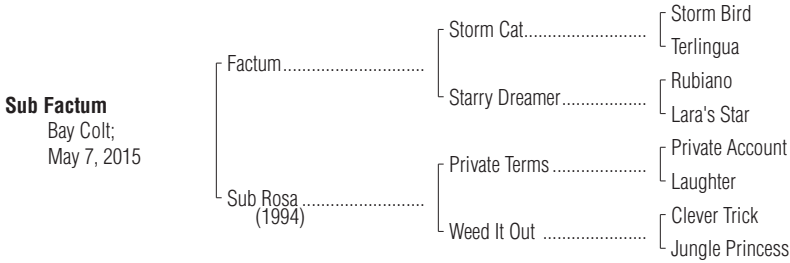 Sub Factum
Bay Colt;
May 7, 2015
Factum
Sub Rosa
(1994)
Storm Cat
Starry Dreamer
Private Terms
Weed It Out
Storm Bird
Terlingua
Rubiano
Lara's Star
Private Account
Laughter
Clever Trick
Jungle Princess